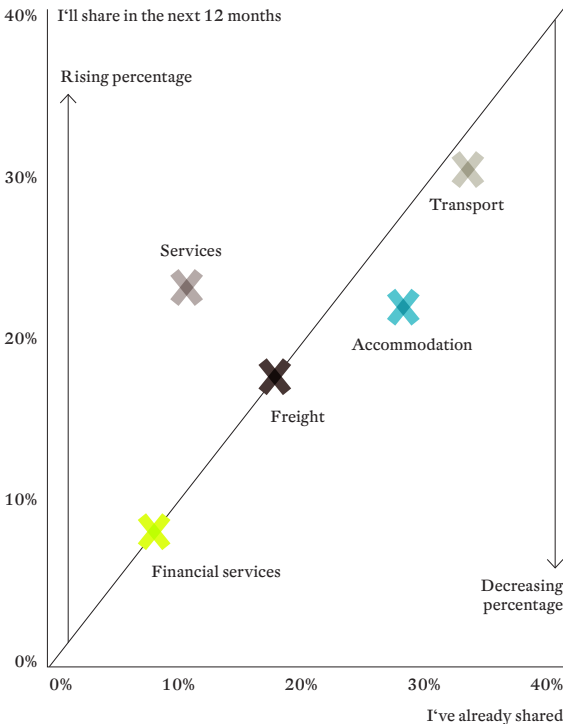 40%
I‘ll share in the next 12 months
Rising percentage
30%
Transport
Services
20%
Accommodation
Freight
10%
Financial services
Decreasing
percentage
0%
0%
10%
20%
30%
40%
I‘ve already shared